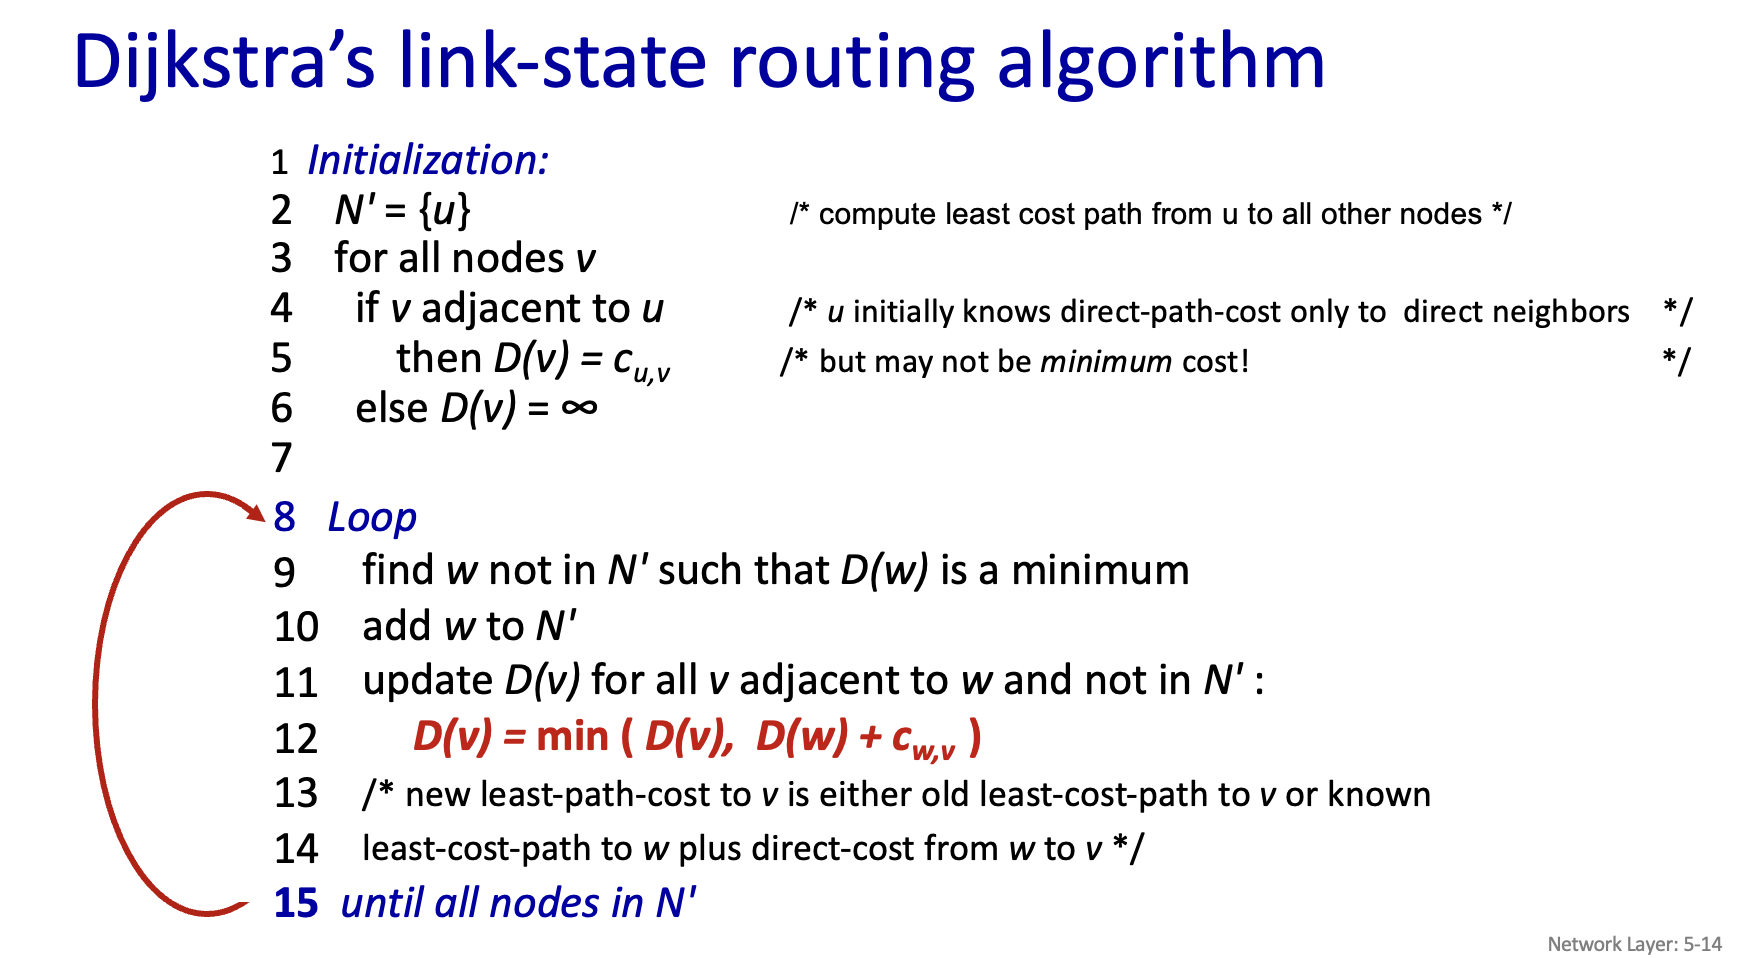 Dijkstra’s link-state routing algorithm
1 Initialization:
2 N' = {u} /* compute least cost path from u to all other nodes */
3 for all nodes v
4 if v adjacent to u /* u initially knows direct-path-cost only to direct neighbors */
5 then D(v) = cu,v /* but may not be minimum cost! */
6 else D(v) = ∞
7
8 Loop
9 find w not in N' such that D(w) is a minimum
10 add w to N'
11 update D(v) for all v adjacent to w and not in N' :
12 D(v) = min ( D(v), D(w) + cw,v )
13 /* new least-path-cost to v is either old least-cost-path to v or known
14 least-cost-path to w plus direct-cost from w to v */
15 until all nodes in N'
Network Layer: 5-14